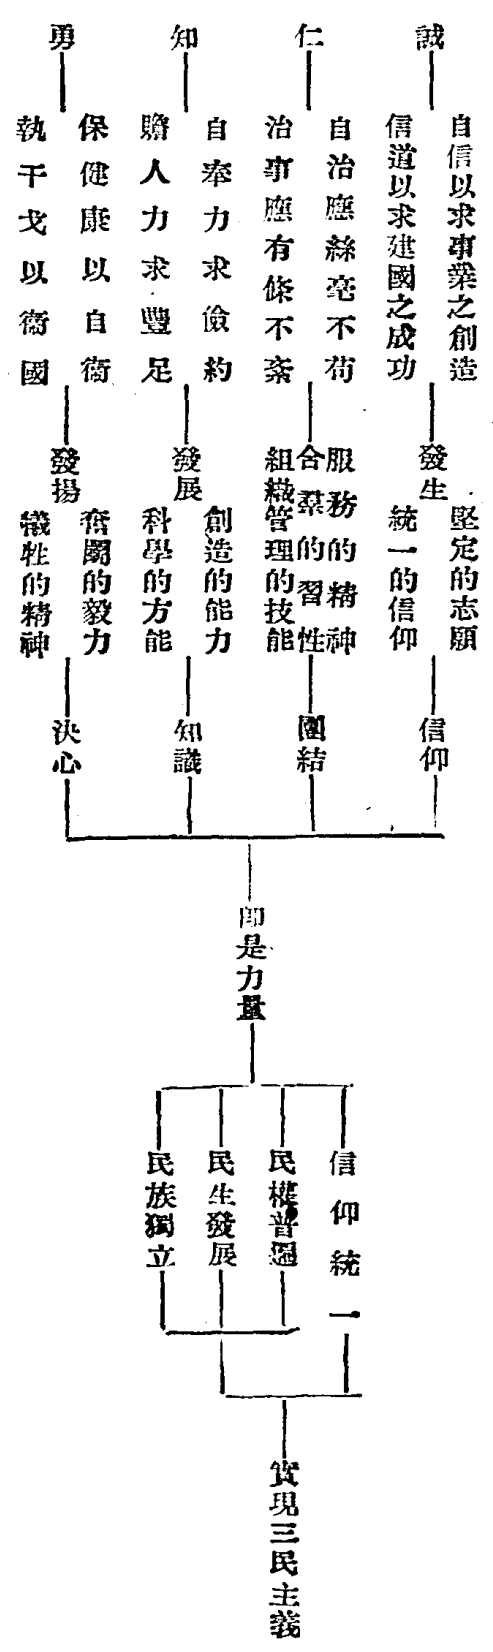 誠
自信以求事業之創造
信道以求建國之成功
發生
堅定的志願
統一的信仰
信仰
仁
自治應絲毫不苟
治事應有條不紊
服務的精神
合羣的習性
組織管理的技能
團結
知
自奉力求儉約
贍人力求豐足
發展
創造的能力
科學的方能
知識
勇
保健康以自衞
執干戈以衞國
發揚
奮鬭的毅力
犧牲的精神
決心
卽是力量
信仰統一
民權普遍
民生發展
民族獨立
實現三民主義